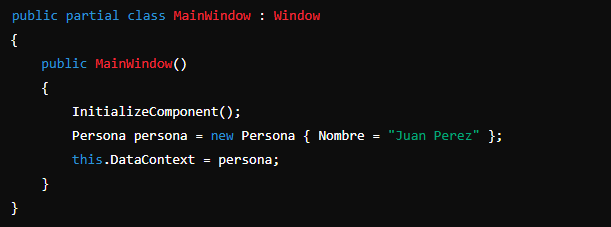 public partial class MainWindow : Window
{
    public MainWindow()
    {
        InitializeComponent();
        Persona persona = new Persona { Nombre = "Juan Perez" };
        this.DataContext = persona;
    }
}